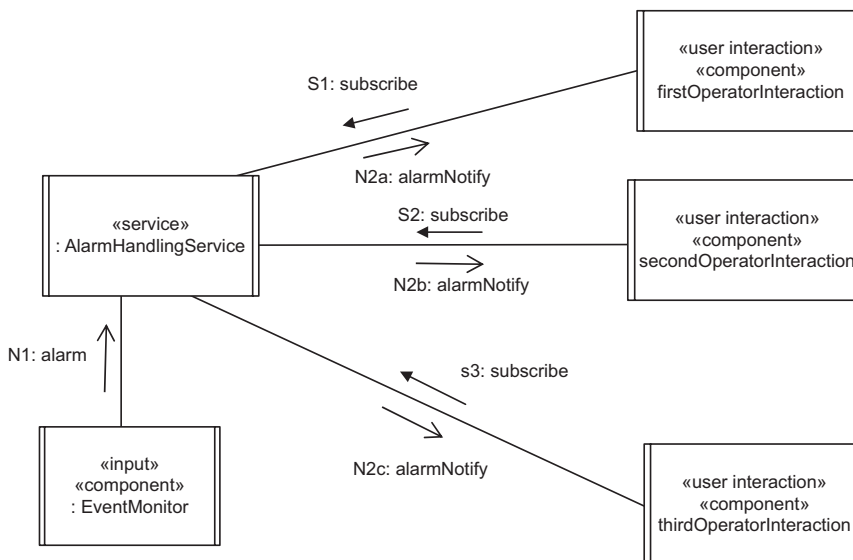 «user interaction»
«component»
firstOperatorInteraction
S1: subscribe
N2a: alarmNotify
«service»
: AlarmHandlingService
S2: subscribe
N2b: alarmNotify
«user interaction»
«component»
secondOperatorInteraction
N1: alarm
s3: subscribe
N2c: alarmNotify
«input»
«component»
: EventMonitor
«user interaction»
«component»
thirdOperatorInteraction